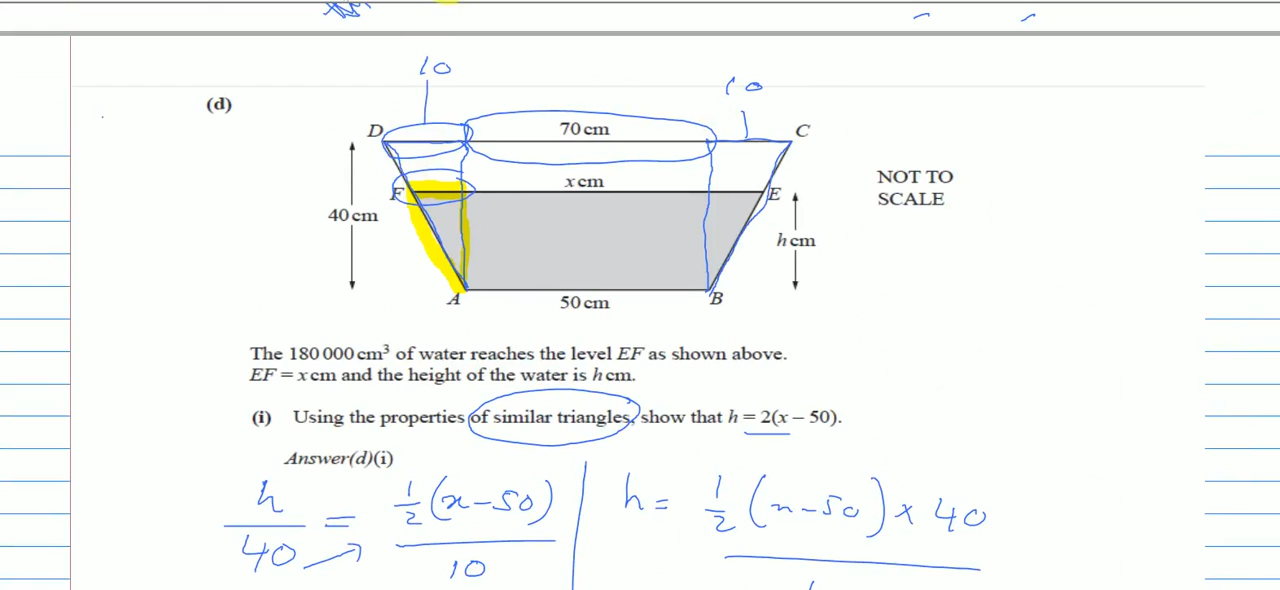 10
10
(d)
D
70 cm
C
F
x cm
E
NOT TO
SCALE
40 cm
h cm
A
50 cm
B
The 180 000 cm³ of water reaches the level EF as shown above.
EF = x cm and the height of the water is h cm.
(i) Using the properties of similar triangles, show that h = 2(x – 50).
Answer(d)(i)
h/40 = ½(x-50)/10
h = ½(x-50) × 40